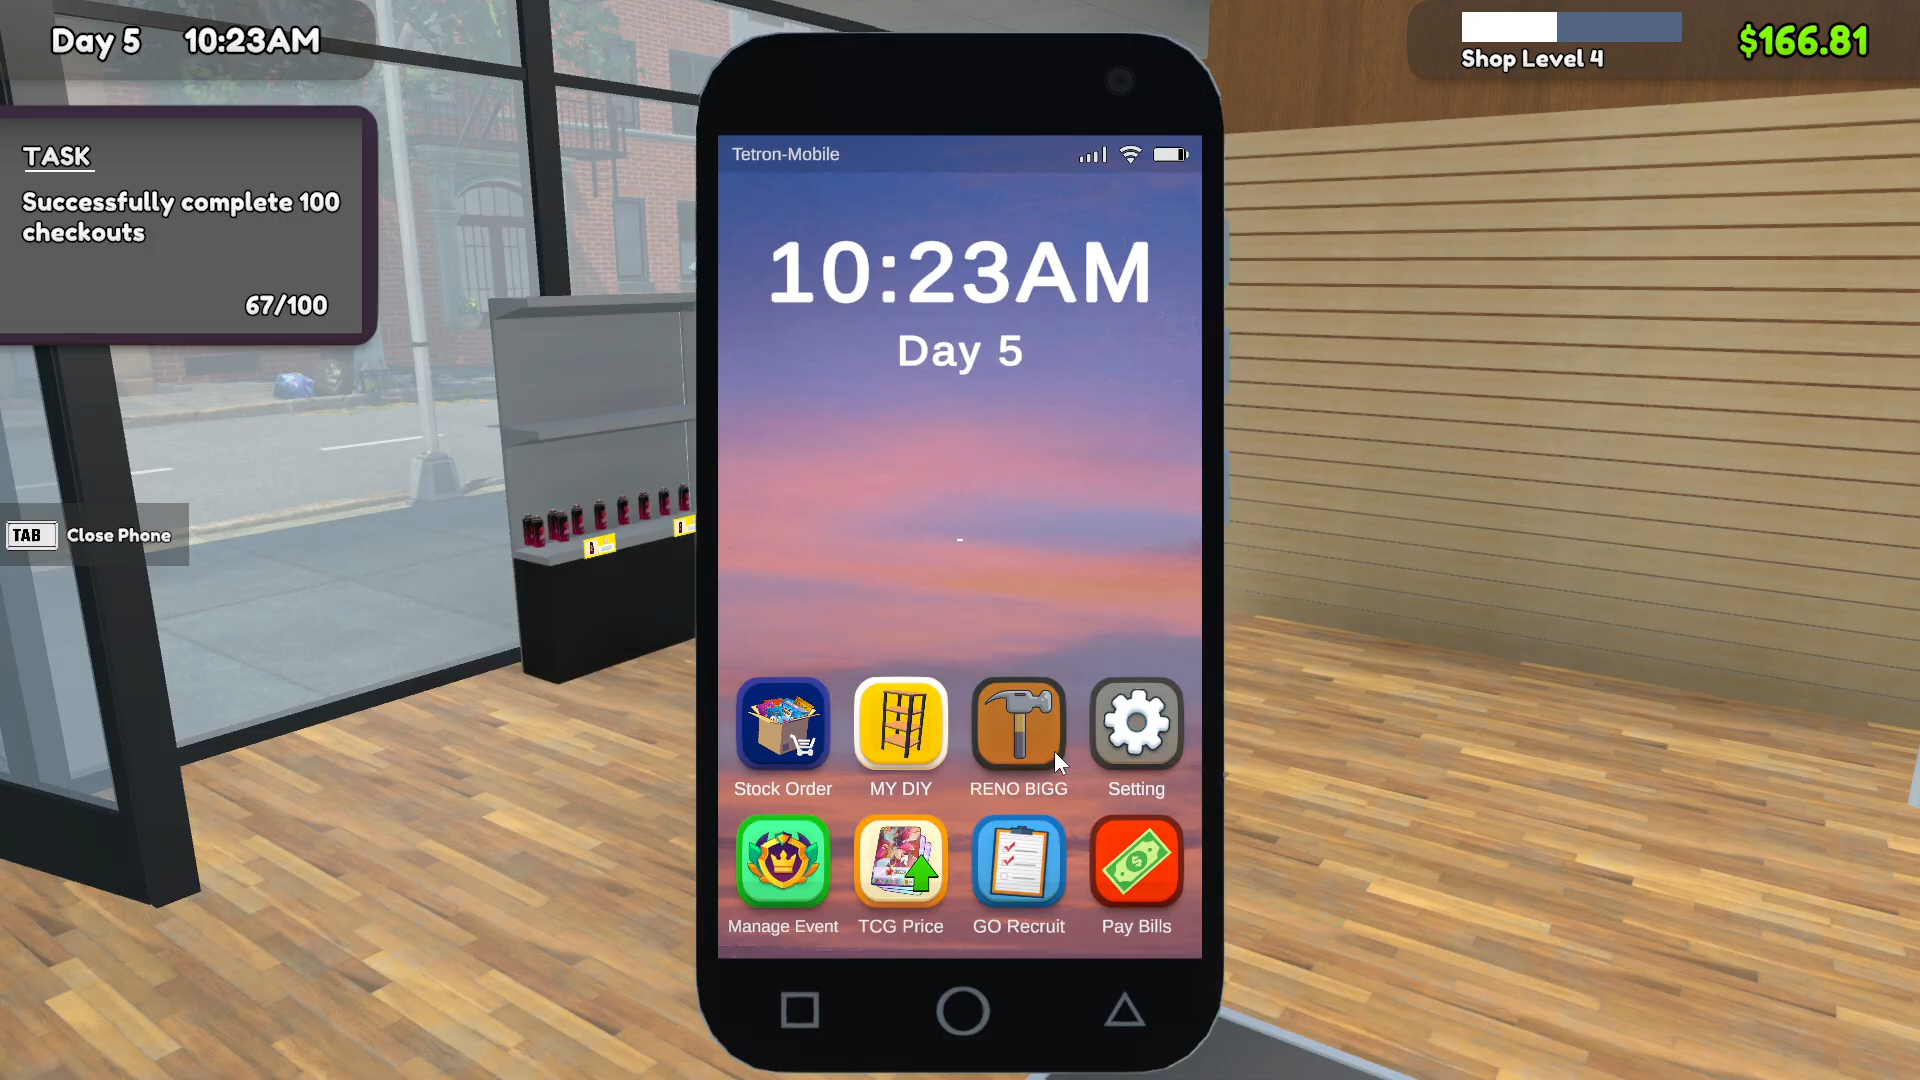 Day 5 10:23AM
Shop Level 4
$166.81
TASK
Successfully complete 100
checkouts
67/100
TAB Close Phone
Tetron-Mobile
10:23AM
Day 5
Stock Order MY DIY RENO BIGG Setting
Manage Event TCG Price GO Recruit Pay Bills